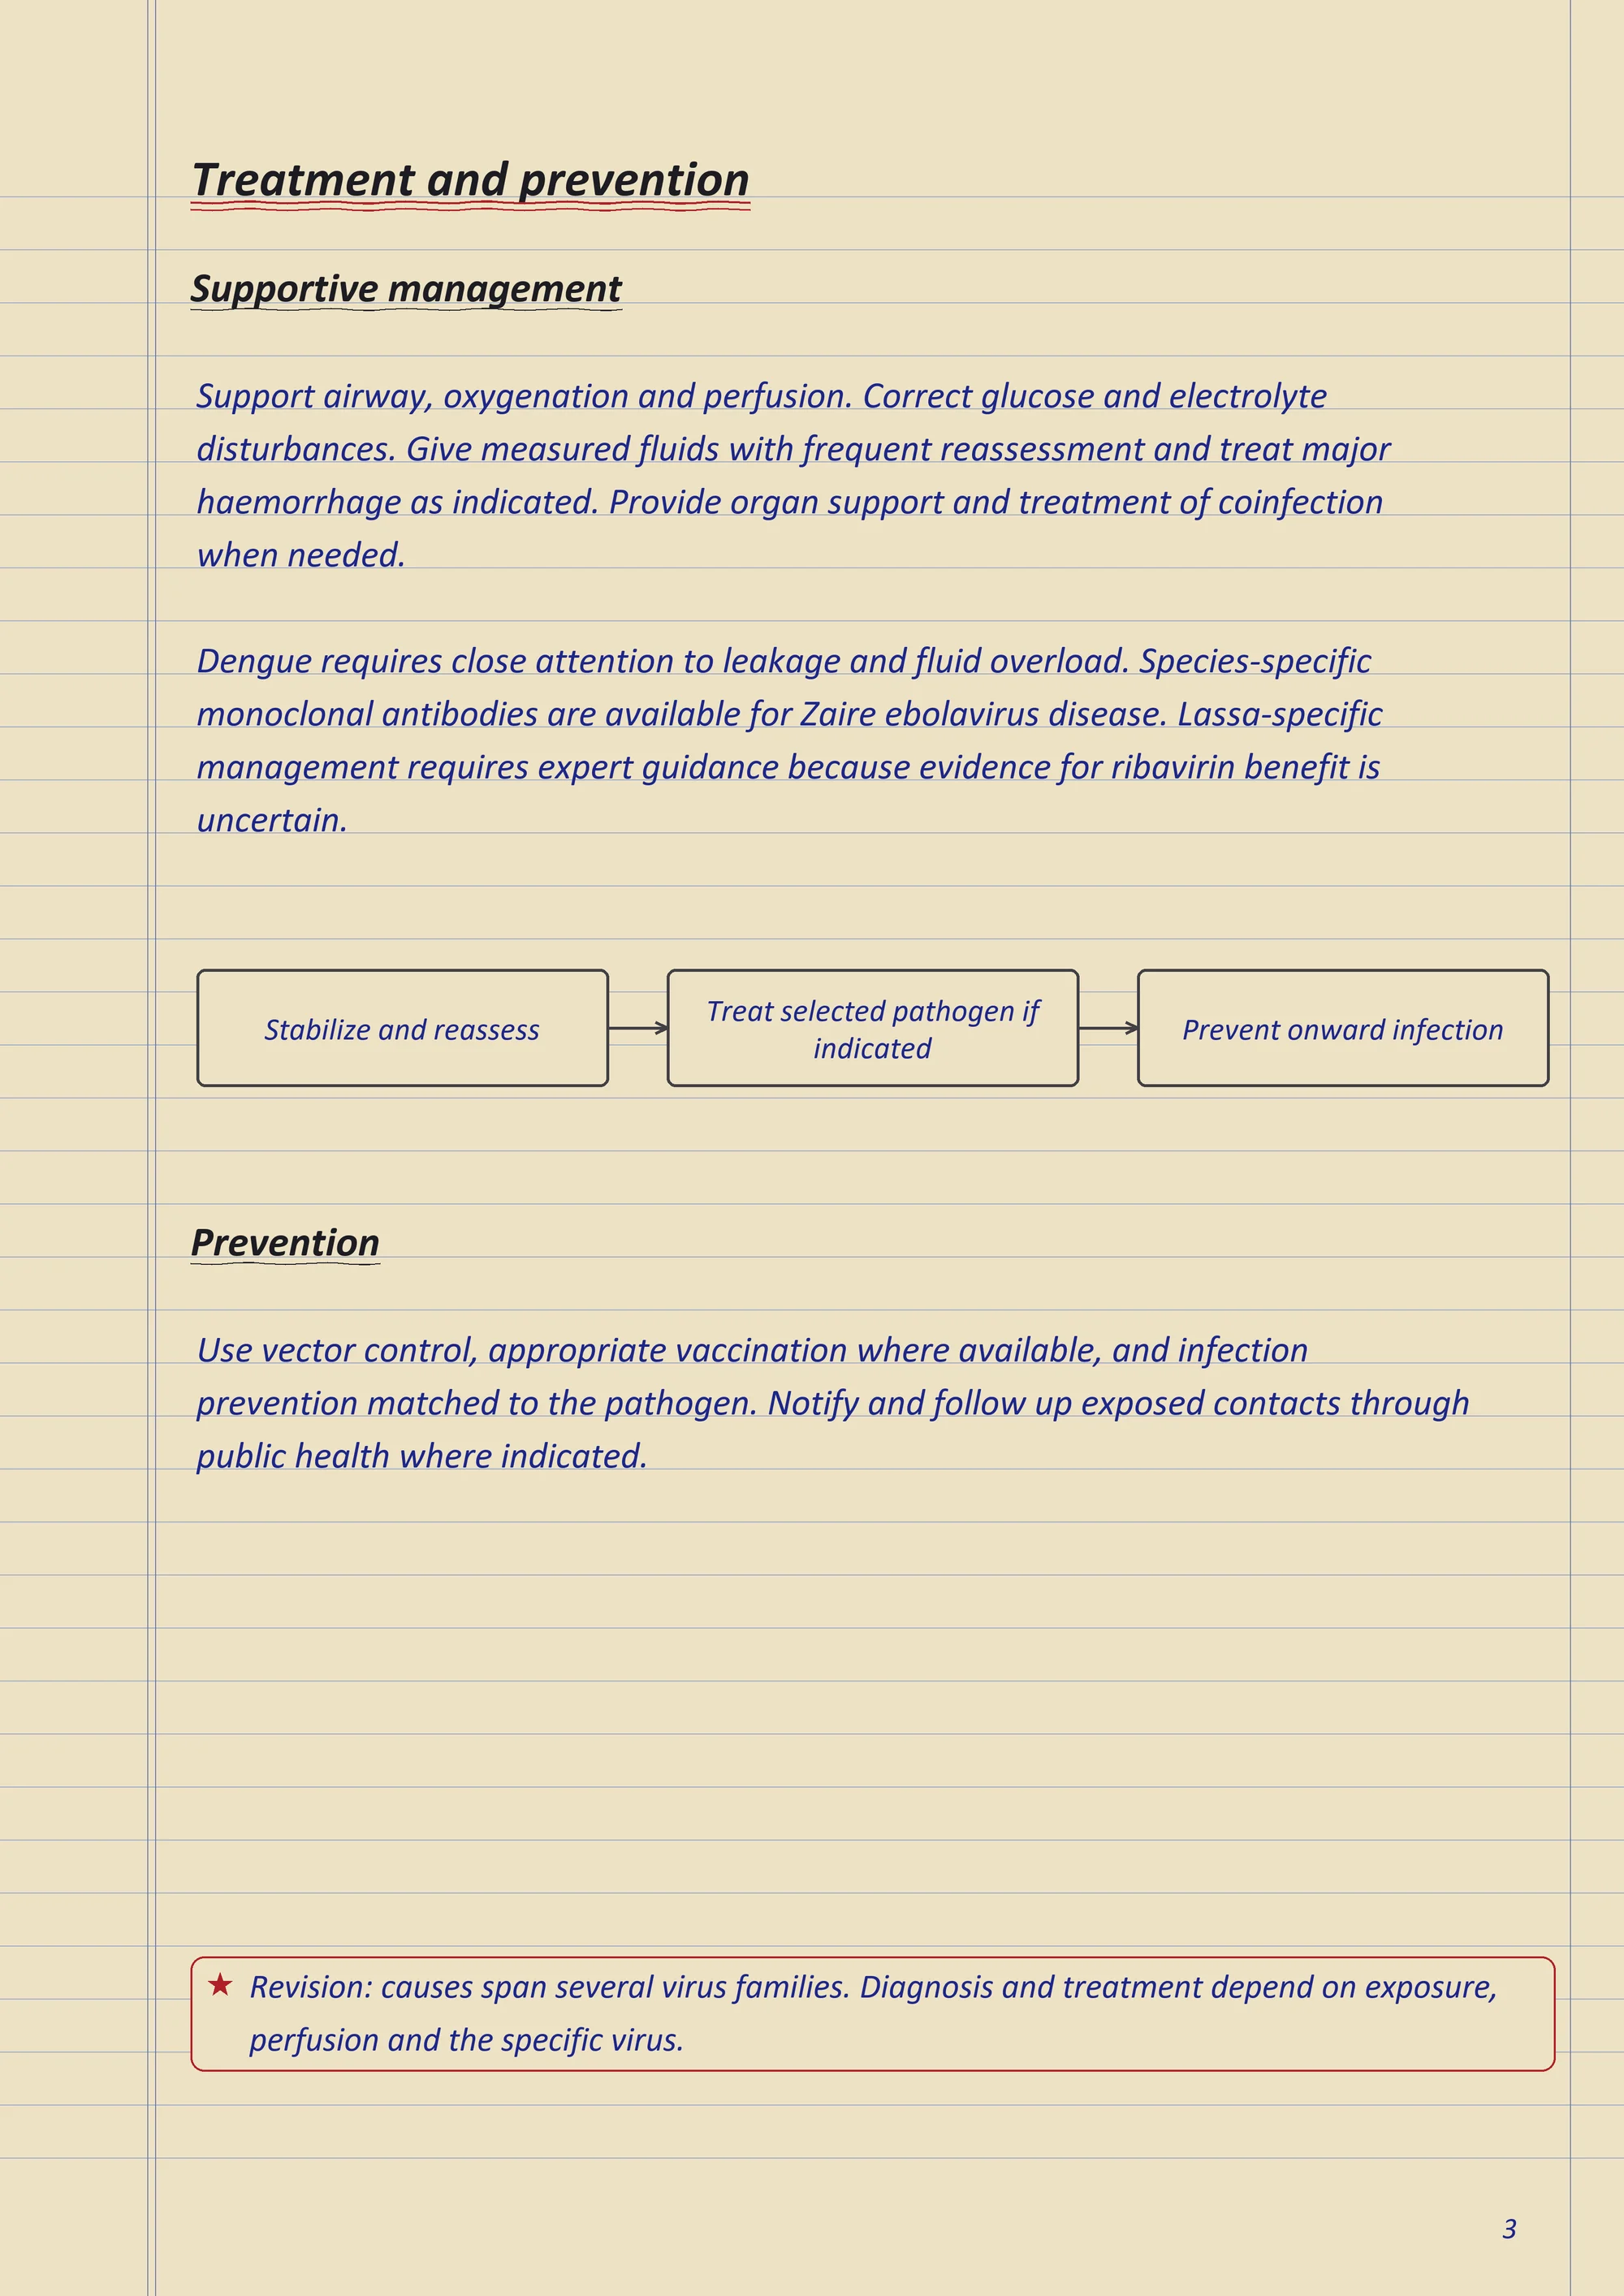 Treatment and prevention
Supportive management
Support airway, oxygenation and perfusion. Correct glucose and electrolyte
disturbances. Give measured fluids with frequent reassessment and treat major
haemorrhage as indicated. Provide organ support and treatment of coinfection
when needed.
Dengue requires close attention to leakage and fluid overload. Species-specific
monoclonal antibodies are available for Zaire ebolavirus disease. Lassa-specific
management requires expert guidance because evidence for ribavirin benefit is
uncertain.
Stabilize and reassess
Treat selected pathogen if
indicated
Prevent onward infection
Prevention
Use vector control, appropriate vaccination where available, and infection
prevention matched to the pathogen. Notify and follow up exposed contacts through
public health where indicated.
★ Revision: causes span several virus families. Diagnosis and treatment depend on exposure,
perfusion and the specific virus.
3